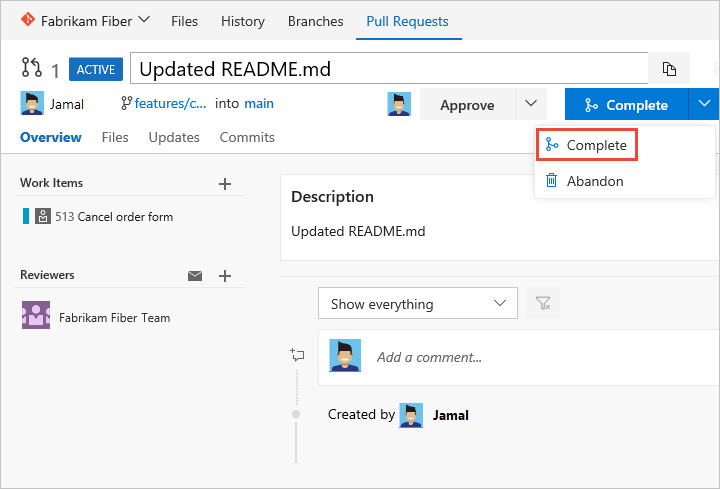 Fabrikam Fiber Files History Branches Pull Requests
1 ACTIVE Updated README.md
Jamal features/c... into main Approve Complete
Overview Files Updates Commits
Complete
Abandon
Work Items
513 Cancel order form
Reviewers
Fabrikam Fiber Team
Description
Updated README.md
Show everything
Add a comment...
Created by Jamal